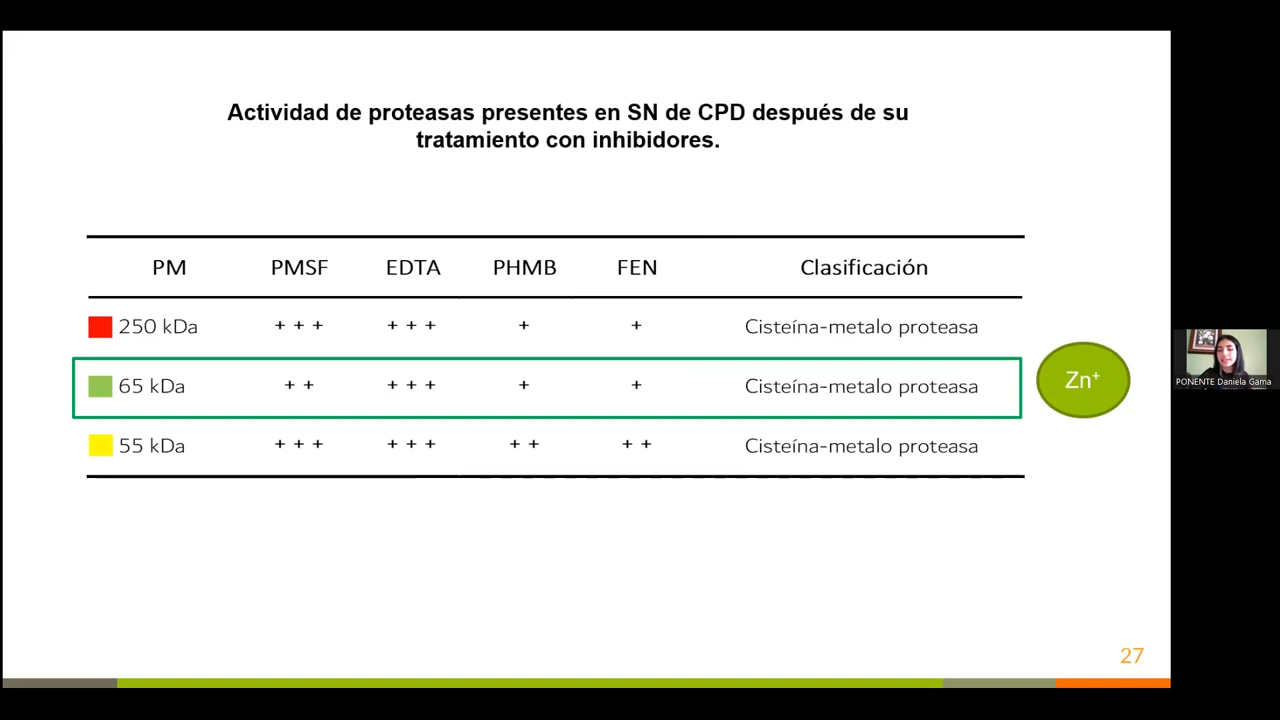 Actividad de proteasas presentes en SN de CPD después de su
tratamiento con inhibidores.
PM PMSF EDTA PHMB FEN Clasificación
250 kDa + + + + + + + + Cisteína-metalo proteasa
65 kDa + + + + + + + Cisteína-metalo proteasa
Zn⁺
55 kDa + + + + + + + + + + Cisteína-metalo proteasa
PONENTE Daniela Gama
27